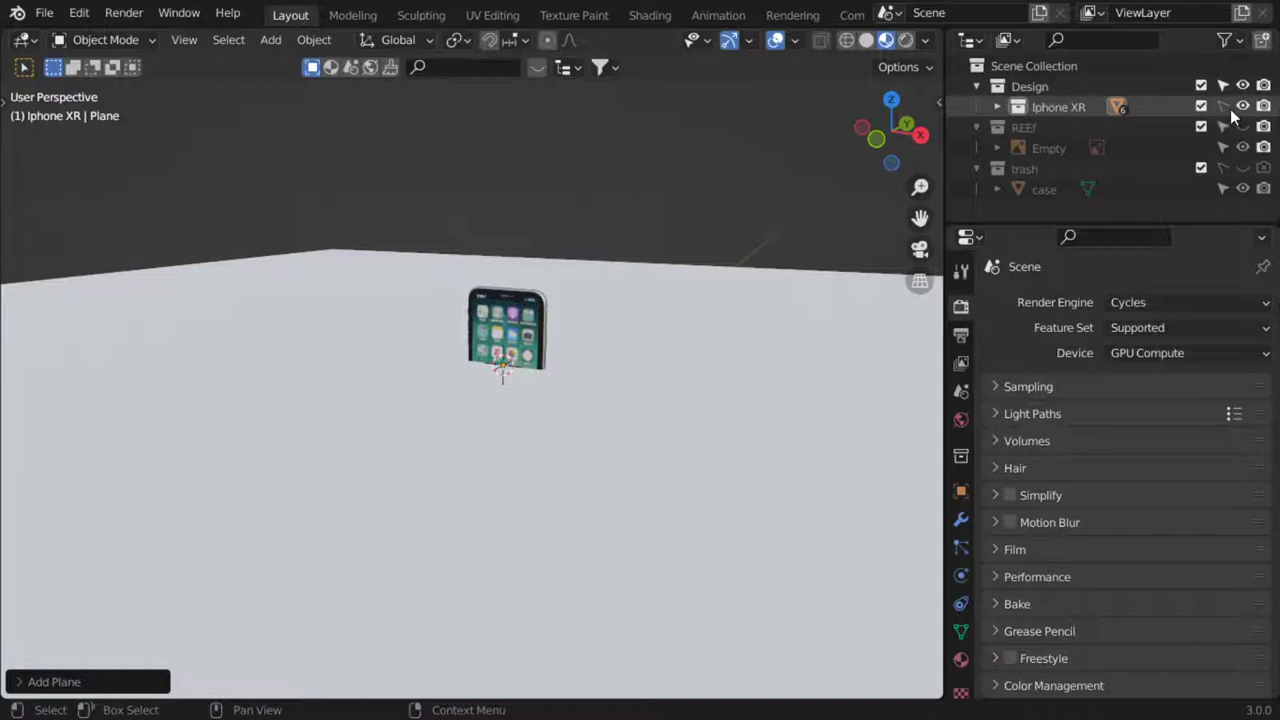 File Edit Render Window Help Layout Modeling Sculpting UV Editing Texture Paint Shading Animation Rendering Com Scene ViewLayer
Object Mode View Select Add Object Global
Options
User Perspective
(1) Iphone XR | Plane
Z
Y
X
Scene Collection
Design
Iphone XR 6
REEf
Empty
trash
case
Scene
Render Engine Cycles
Feature Set Supported
Device GPU Compute
Sampling
Light Paths
Volumes
Hair
Simplify
Motion Blur
Film
Performance
Bake
Grease Pencil
Freestyle
Color Management
Add Plane
Select Box Select Pan View Context Menu 3.0.0